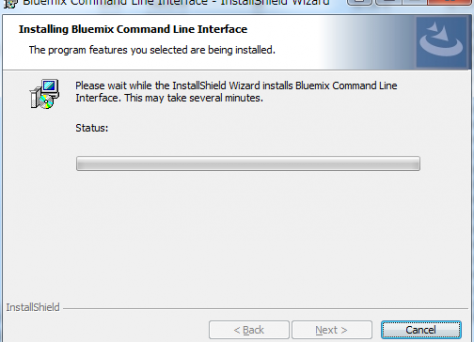 Bluemix Command Line Interface - InstallShield Wizard
Installing Bluemix Command Line Interface
The program features you selected are being installed.
Please wait while the InstallShield Wizard installs Bluemix Command Line
Interface. This may take several minutes.
Status:
InstallShield
< Back
Next >
Cancel